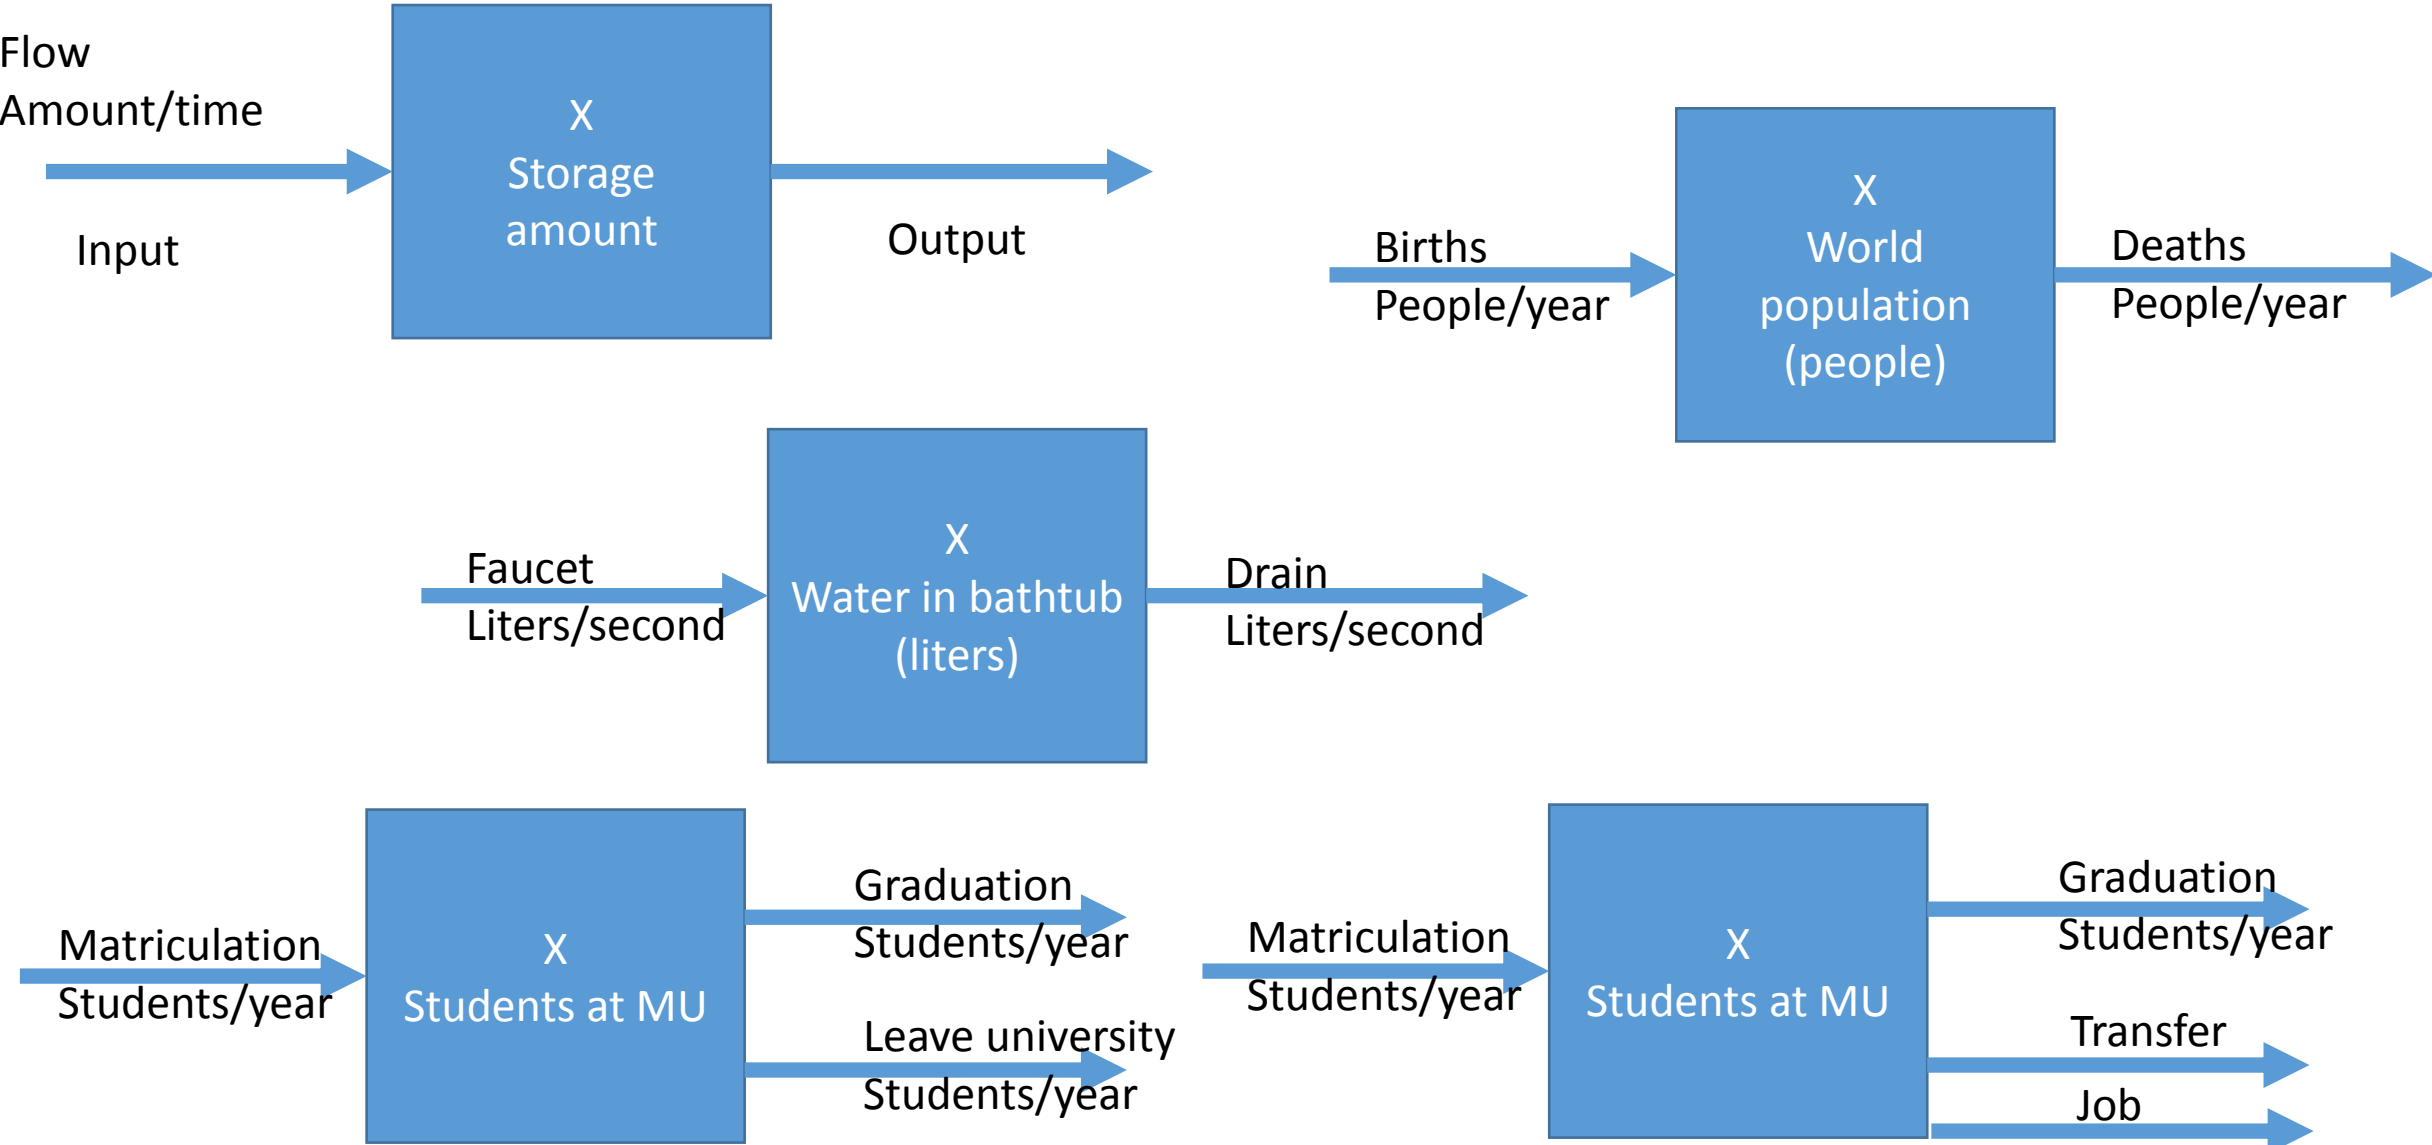 Flow
Amount/time
Input
X
Storage
amount
Output
Births
People/year
X
World
population
(people)
Deaths
People/year
Faucet
Liters/second
X
Water in bathtub
(liters)
Drain
Liters/second
Matriculation
Students/year
X
Students at MU
Graduation
Students/year
Leave university
Students/year
Matriculation
Students/year
X
Students at MU
Graduation
Students/year
Transfer
Job